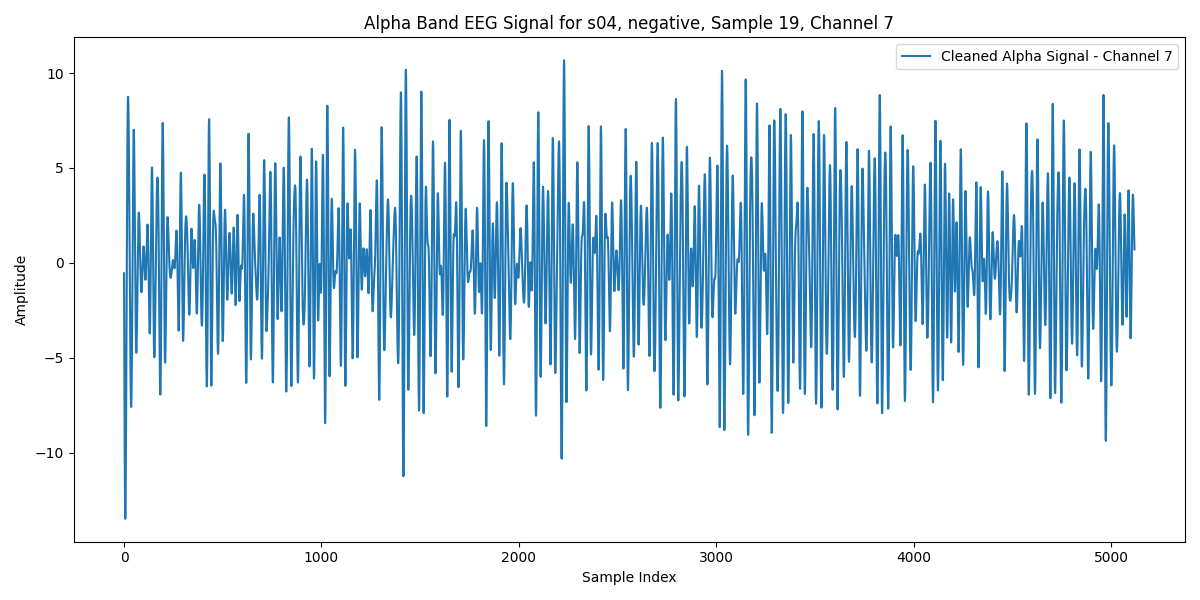 Alpha Band EEG Signal for s04, negative, Sample 19, Channel 7
Cleaned Alpha Signal - Channel 7
10
5
0
−5
−10
Amplitude
0 1000 2000 3000 4000 5000
Sample Index